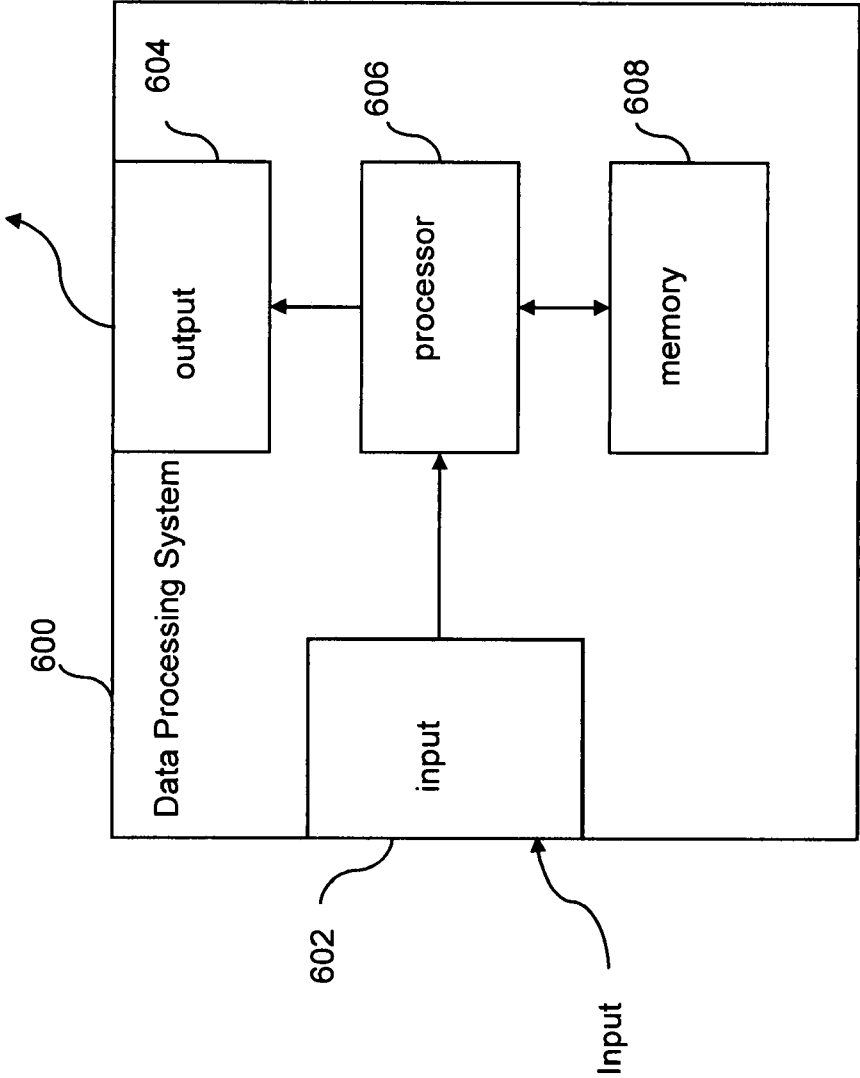 600
Data Processing System
604
output
602
input
606
processor
608
memory
Input